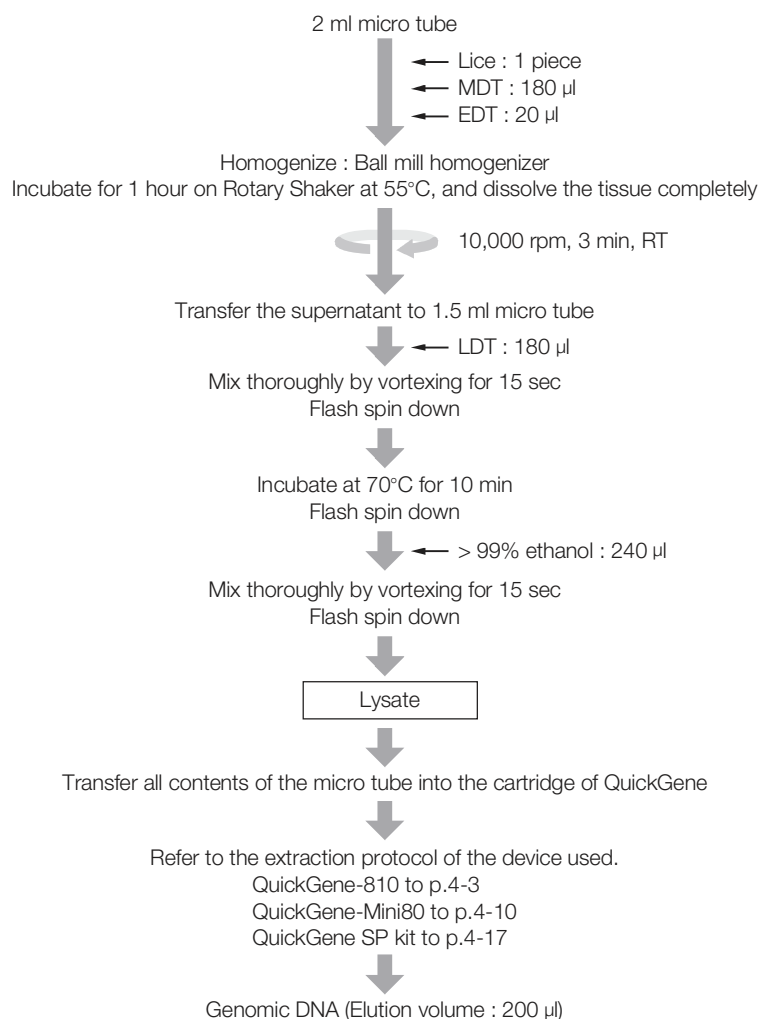 2 ml micro tube
Lice : 1 piece
MDT : 180 µl
EDT : 20 µl
Homogenize : Ball mill homogenizer
Incubate for 1 hour on Rotary Shaker at 55°C, and dissolve the tissue completely
10,000 rpm, 3 min, RT
Transfer the supernatant to 1.5 ml micro tube
LDT : 180 µl
Mix thoroughly by vortexing for 15 sec
Flash spin down
Incubate at 70°C for 10 min
Flash spin down
> 99% ethanol : 240 µl
Mix thoroughly by vortexing for 15 sec
Flash spin down
Lysate
Transfer all contents of the micro tube into the cartridge of QuickGene
Refer to the extraction protocol of the device used.
QuickGene-810 to p.4-3
QuickGene-Mini80 to p.4-10
QuickGene SP kit to p.4-17
Genomic DNA (Elution volume : 200 µl)